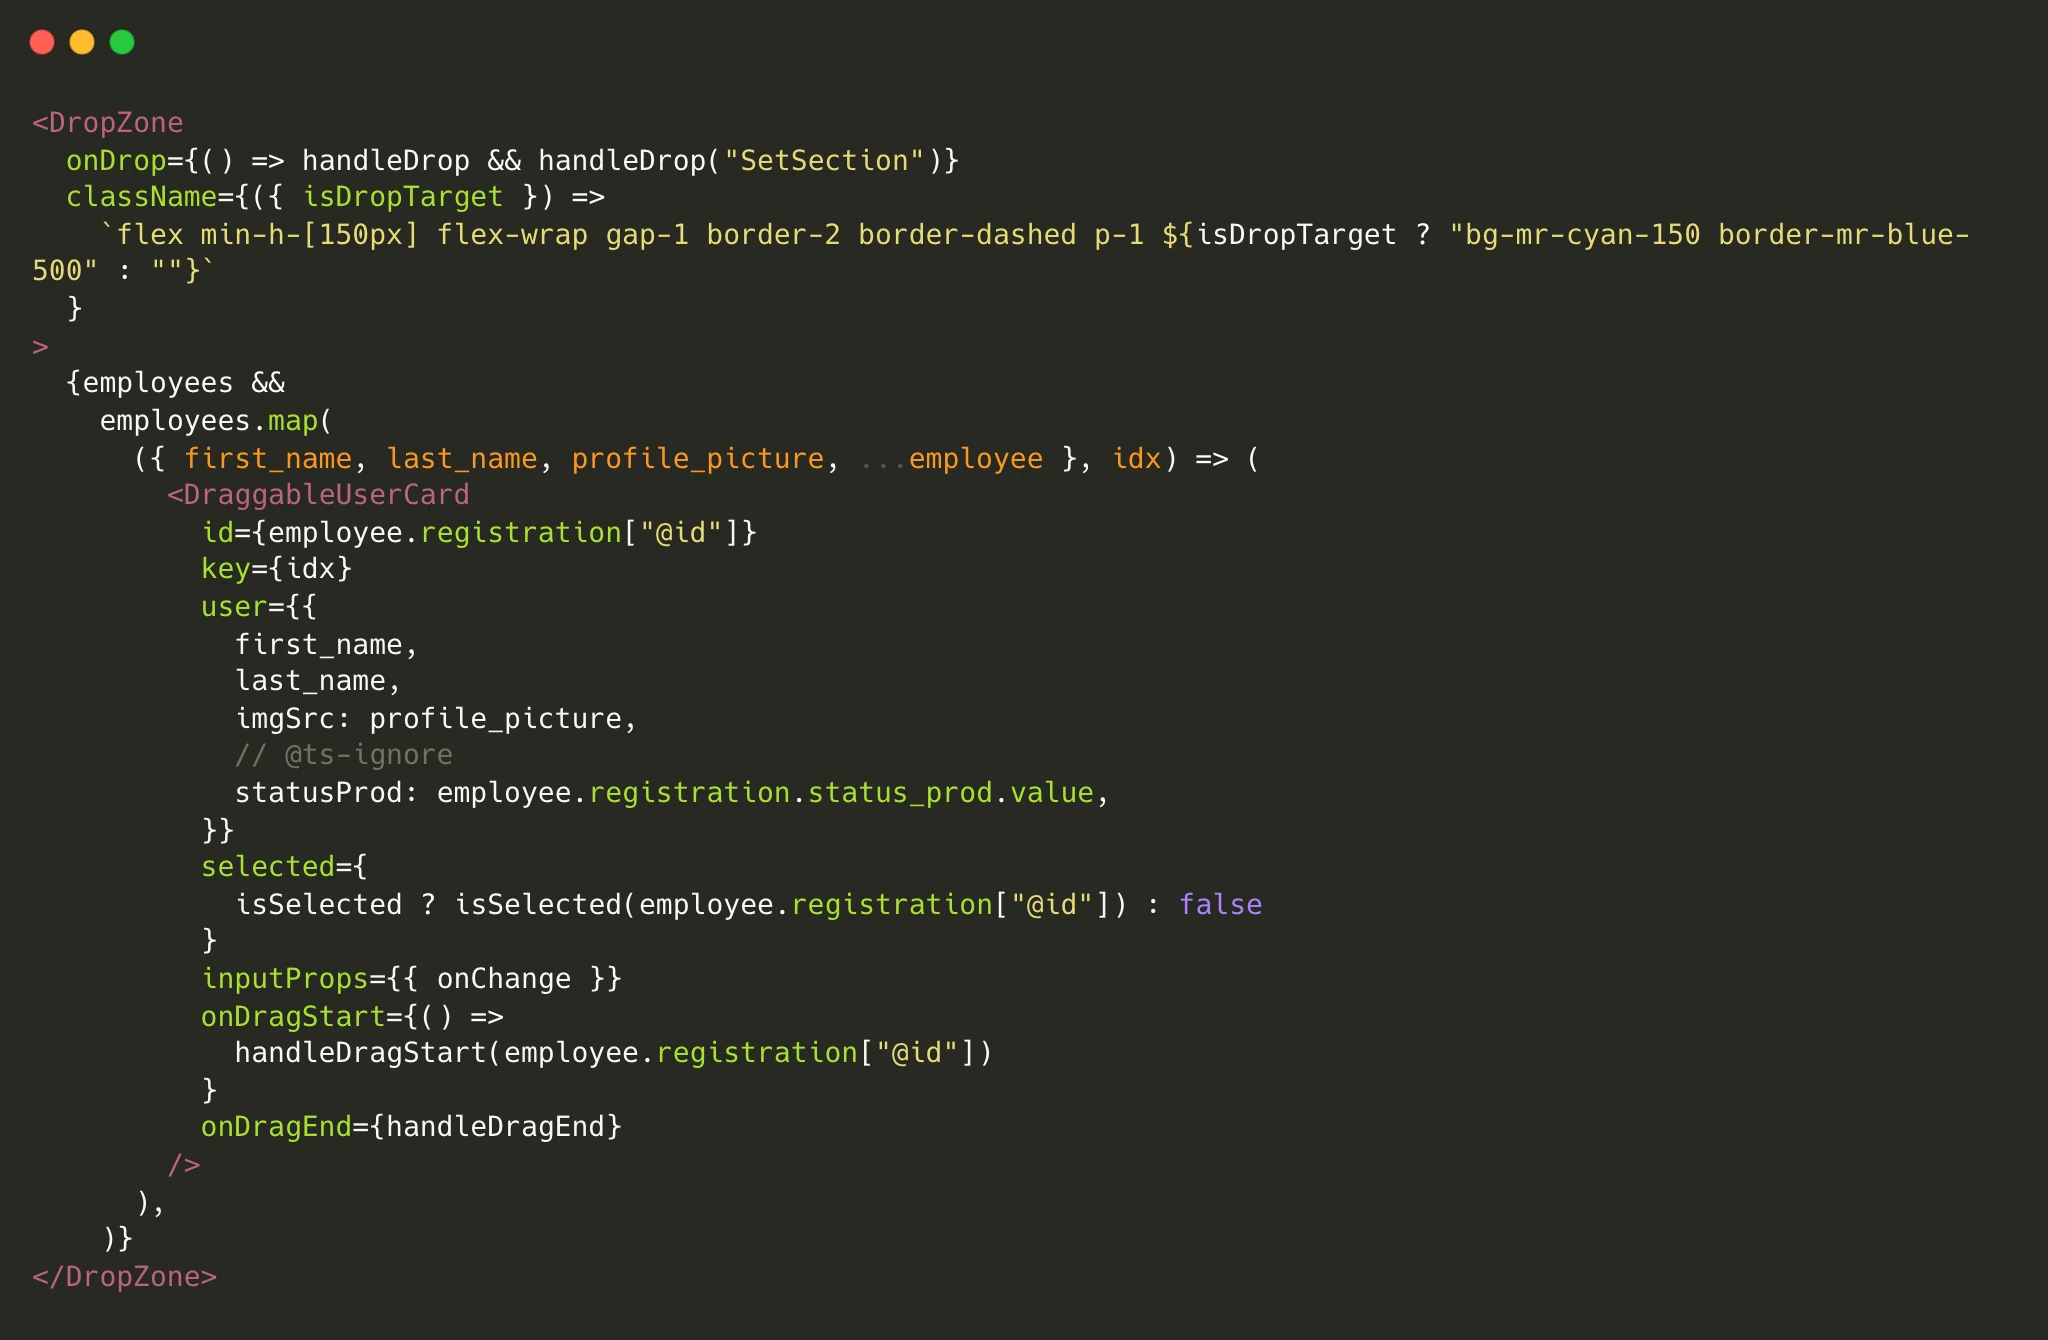 <DropZone
  onDrop={() => handleDrop && handleDrop("SetSection")}
  className={({ isDropTarget }) =>
    `flex min-h-[150px] flex-wrap gap-1 border-2 border-dashed p-1 ${isDropTarget ? "bg-mr-cyan-150 border-mr-blue-
500" : ""}`
  }
>
  {employees &&
    employees.map(
      ({ first_name, last_name, profile_picture, ...employee }, idx) => (
        <DraggableUserCard
          id={employee.registration["@id"]}
          key={idx}
          user={{
            first_name,
            last_name,
            imgSrc: profile_picture,
            // @ts-ignore
            statusProd: employee.registration.status_prod.value,
          }}
          selected={
            isSelected ? isSelected(employee.registration["@id"]) : false
          }
          inputProps={{ onChange }}
          onDragStart={() =>
            handleDragStart(employee.registration["@id"])
          }
          onDragEnd={handleDragEnd}
        />
      ),
    )}
</DropZone>